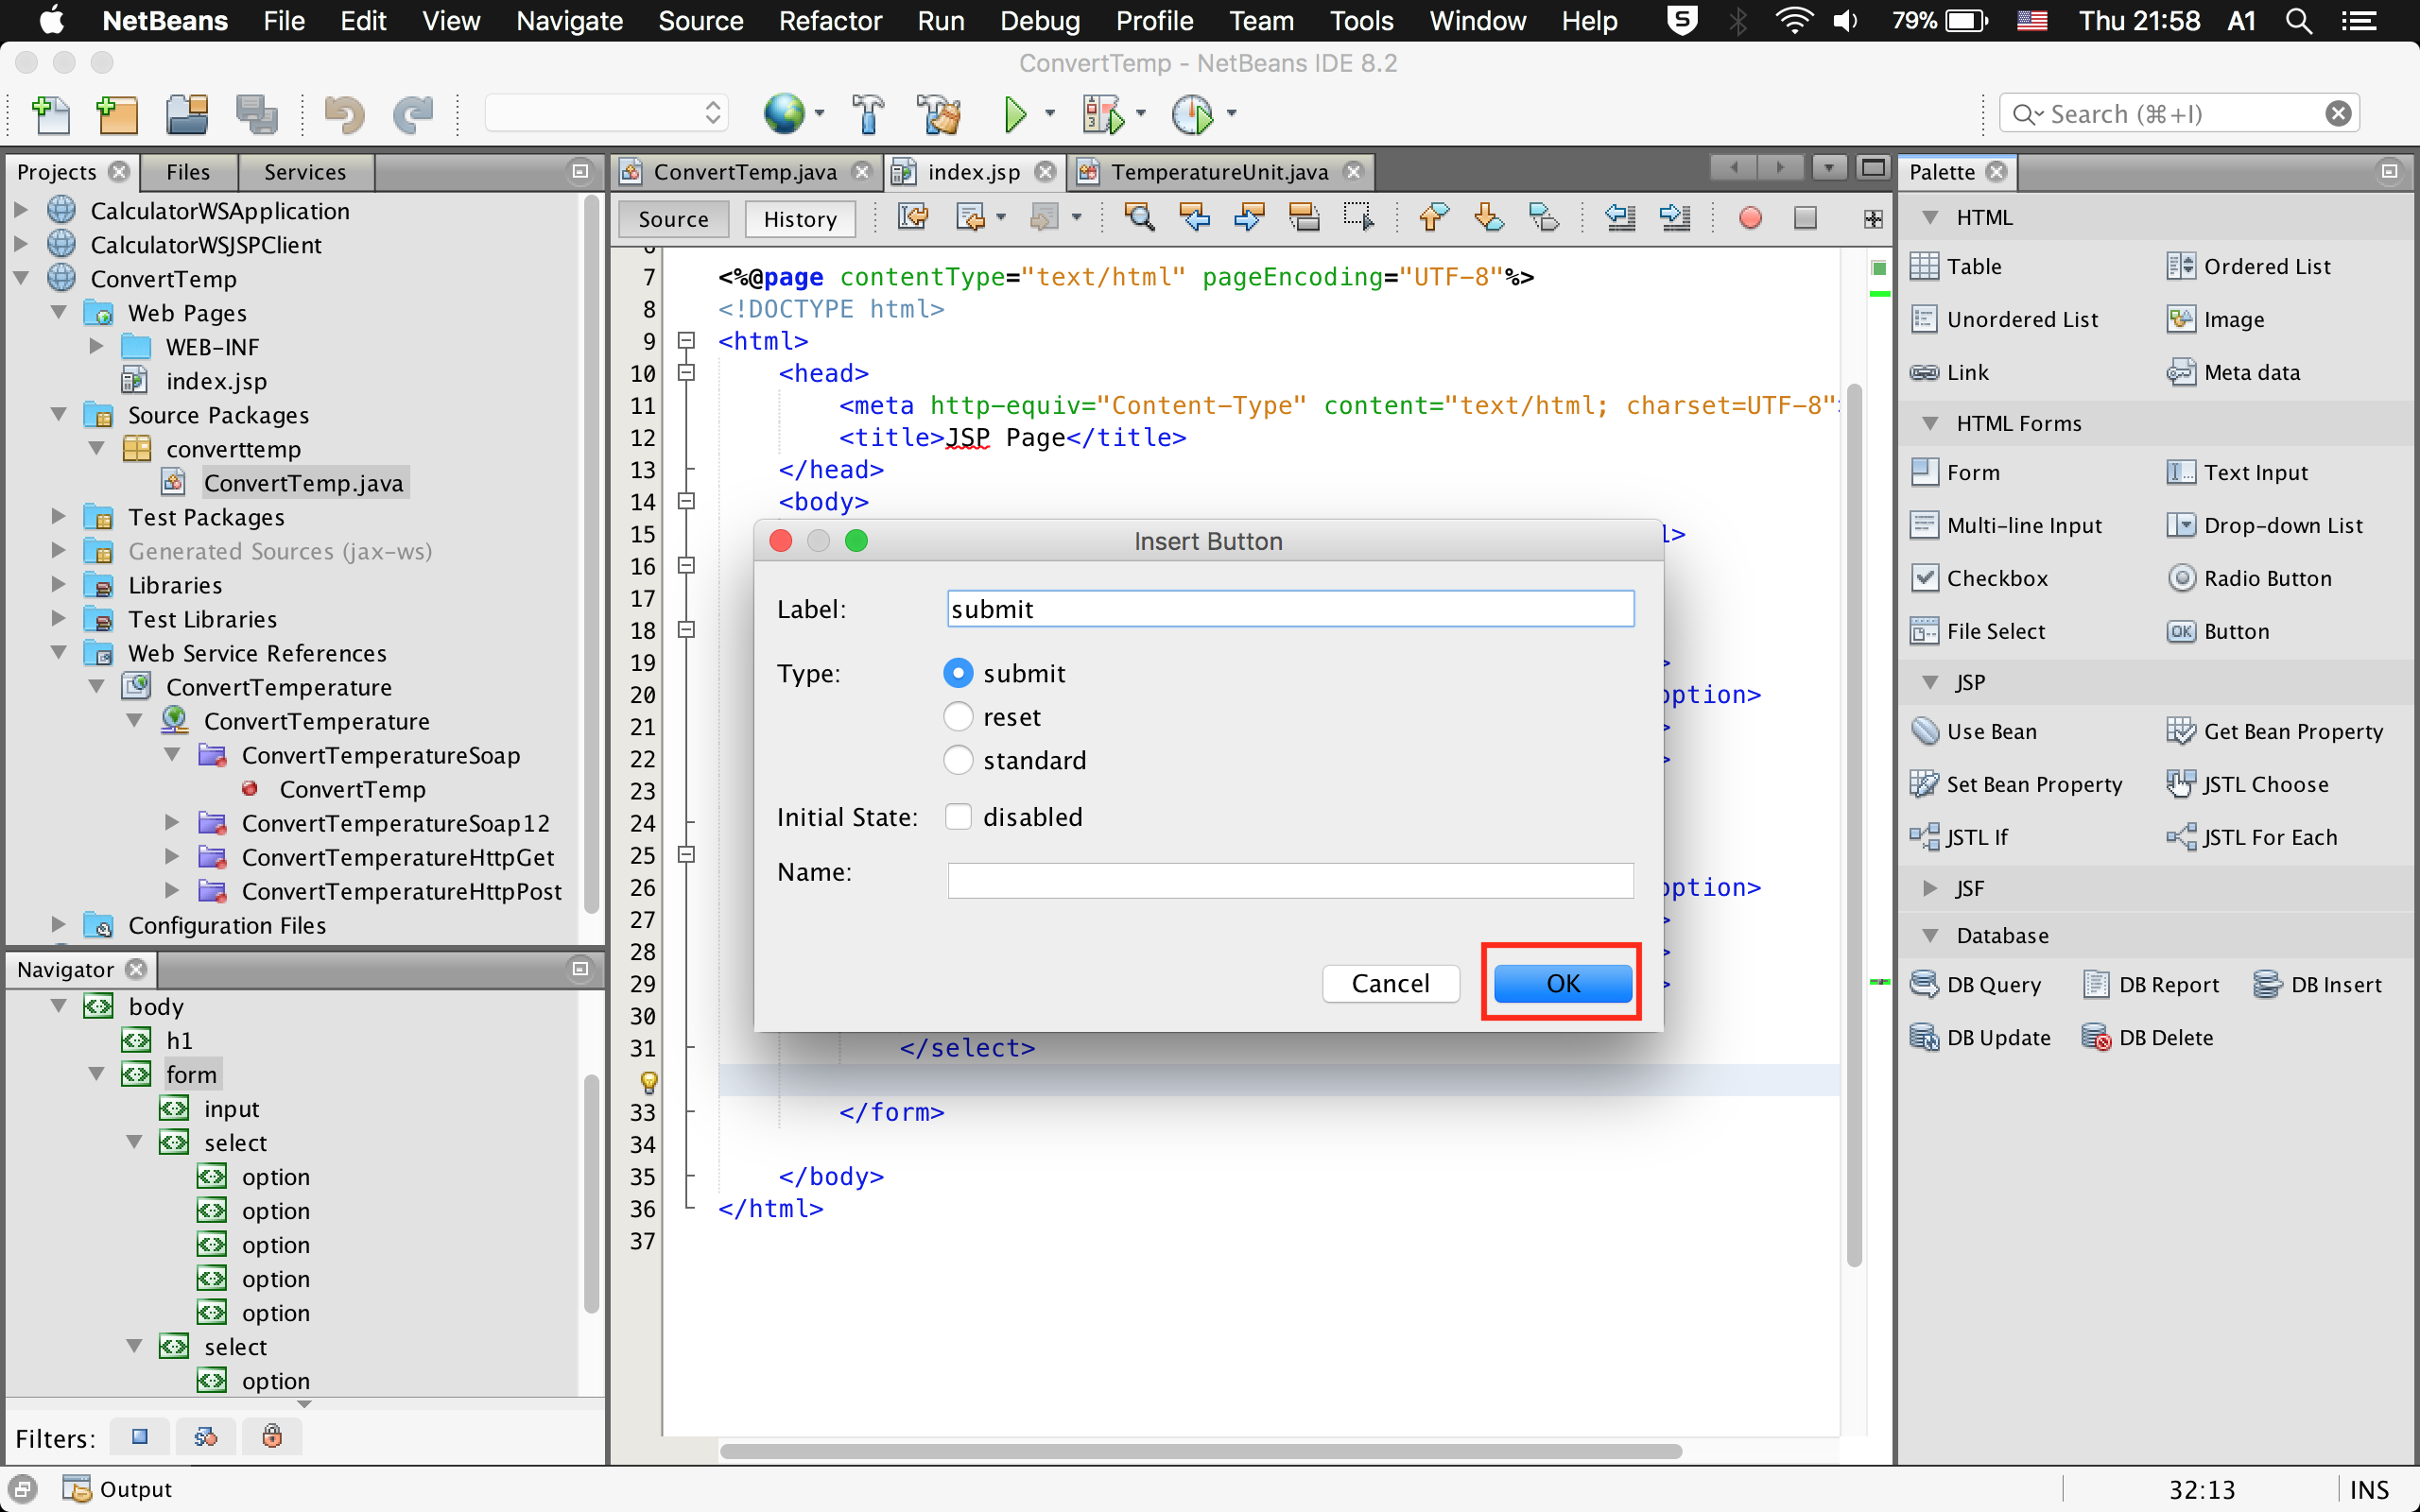 NetBeans File Edit View Navigate Source Refactor Run Debug Profile Team Tools Window Help 79% Thu 21:58 A1
ConvertTemp - NetBeans IDE 8.2
Search (⌘+I)
Projects Files Services
CalculatorWSApplication
CalculatorWSJSPClient
ConvertTemp
Web Pages
WEB-INF
index.jsp
Source Packages
converttemp
ConvertTemp.java
Test Packages
Generated Sources (jax-ws)
Libraries
Test Libraries
Web Service References
ConvertTemperature
ConvertTemperature
ConvertTemperatureSoap
ConvertTemp
ConvertTemperatureSoap12
ConvertTemperatureHttpGet
ConvertTemperatureHttpPost
Configuration Files
Navigator
body
h1
form
input
select
option
option
option
option
option
select
option
Filters:
ConvertTemp.java index.jsp TemperatureUnit.java
Source History
7 <%@page contentType="text/html" pageEncoding="UTF-8"%>
8 <!DOCTYPE html>
9 <html>
10 <head>
11 <meta http-equiv="Content-Type" content="text/html; charset=UTF-8"
12 <title>JSP Page</title>
13 </head>
14 <body>
15 l>
16
17
18
19 >
20 option>
21 >
22 >
23
24
25
26 option>
27 >
28 >
29 >
30
31 </select>
33 </form>
34
35 </body>
36 </html>
37
Insert Button
Label: submit
Type: submit
reset
standard
Initial State: disabled
Name:
Cancel OK
Palette
HTML
Table Ordered List
Unordered List Image
Link Meta data
HTML Forms
Form Text Input
Multi-line Input Drop-down List
Checkbox Radio Button
File Select Button
JSP
Use Bean Get Bean Property
Set Bean Property JSTL Choose
JSTL If JSTL For Each
JSF
Database
DB Query DB Report DB Insert
DB Update DB Delete
Output
32:13 INS